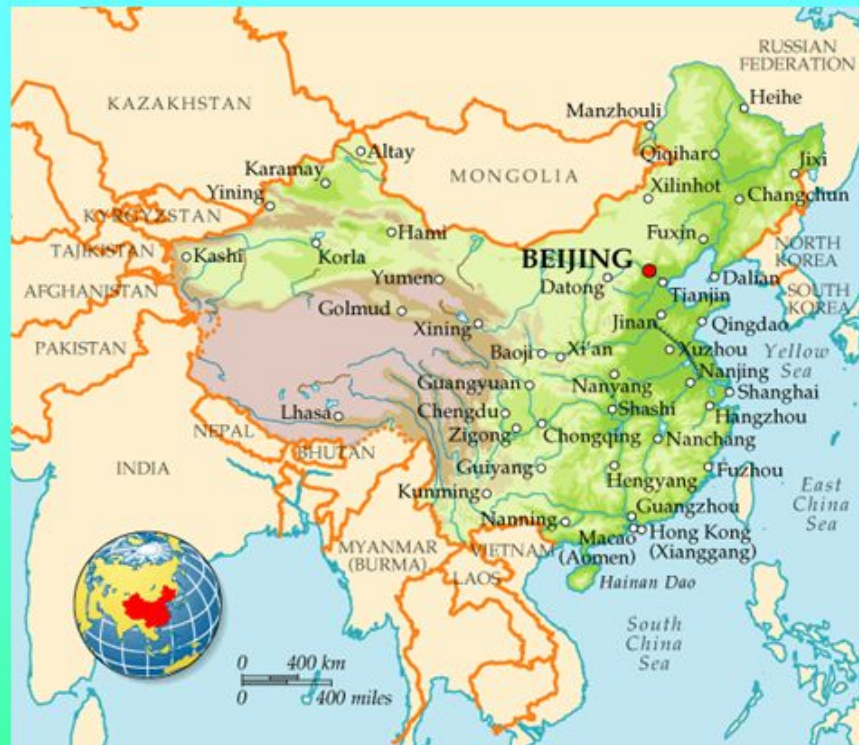 RUSSIAN
FEDERATION
KAZAKHSTAN
Manzhouli
Heihe
Altay
Qiqihar
Jixi
Karamay
MONGOLIA
Xilinhot
Changchun
Yining
KYRGYZSTAN
Hami
Fuxin
TAJIKISTAN
Kashi
Korla
BEIJING
NORTH
KOREA
Yumen
Datong
Dalian
AFGHANISTAN
Tianjin
SOUTH
KOREA
Golmud
Xining
Jinan
Qingdao
PAKISTAN
Baoji
Xi'an
Xuzhou
Yellow
Sea
Guangyuan
Nanyang
Nanjing
Shanghai
Lhasa
Chengdu
Shashi
Hangzhou
NEPAL
Zigong
Chongqing
Nanchang
BHUTAN
INDIA
Guiyang
Hengyang
Fuzhou
East
China
Sea
Kunming
Guangzhou
Nanning
Macao
(Aomen)
Hong Kong
(Xianggang)
MYANMAR
(BURMA)
VIETNAM
LAOS
Hainan Dao
South
China
Sea
0 400 km
0 400 miles